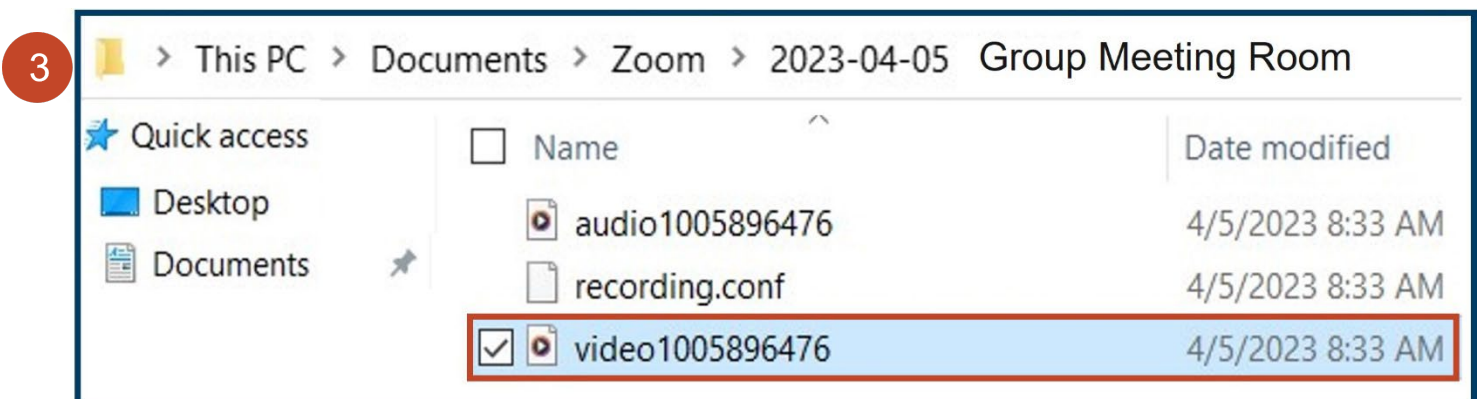 3
> This PC > Documents > Zoom > 2023-04-05 Group Meeting Room
Quick access
Name Date modified
Desktop
audio1005896476 4/5/2023 8:33 AM
Documents
recording.conf 4/5/2023 8:33 AM
video1005896476 4/5/2023 8:33 AM